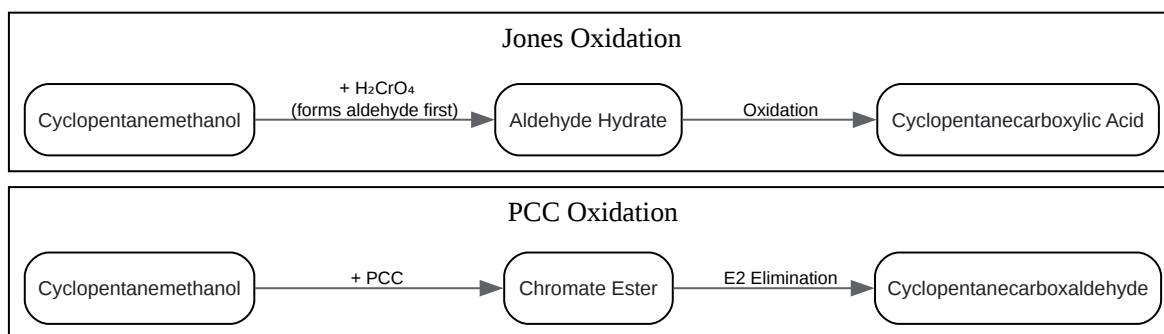 Jones Oxidation
Cyclopentanemethanol
+ H₂CrO₄
(forms aldehyde first)
Aldehyde Hydrate
Oxidation
Cyclopentanecarboxylic Acid
PCC Oxidation
Cyclopentanemethanol
+ PCC
Chromate Ester
E2 Elimination
Cyclopentanecarboxaldehyde